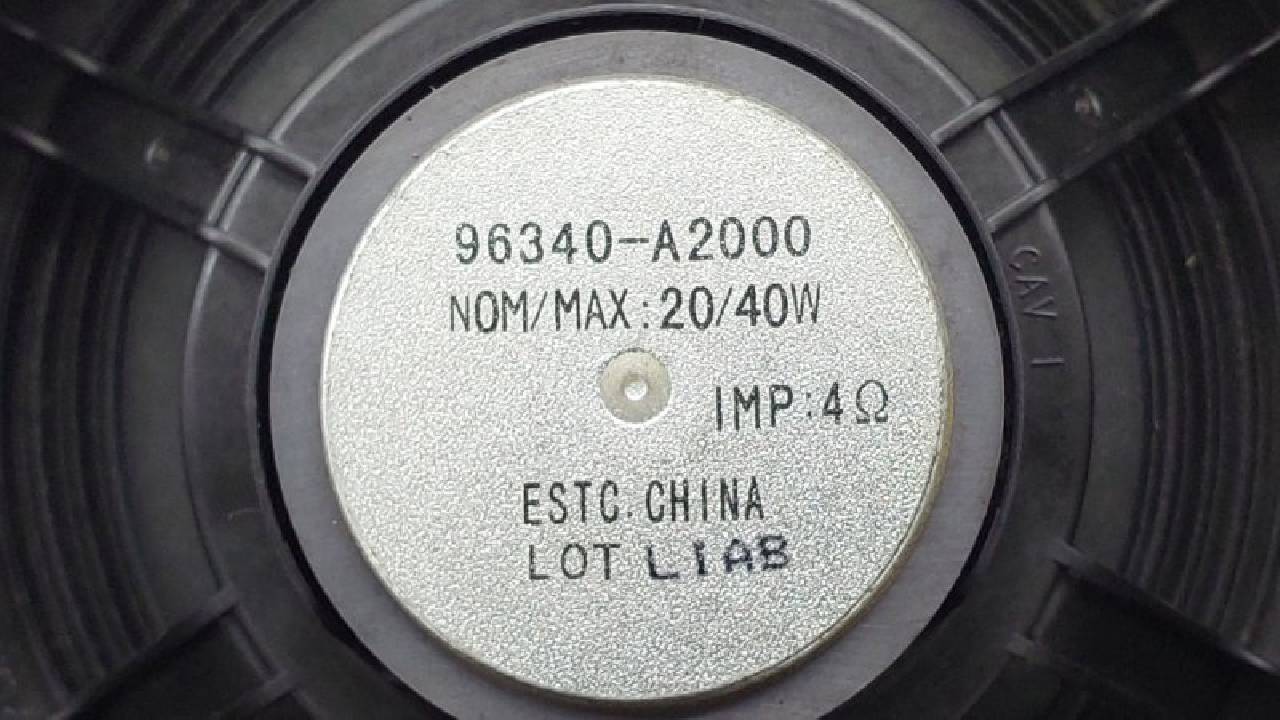 96340-A2000
NOM/MAX:20/40W
IMP:4Ω
ESTC.CHINA
LOT L1AB
CAV 1